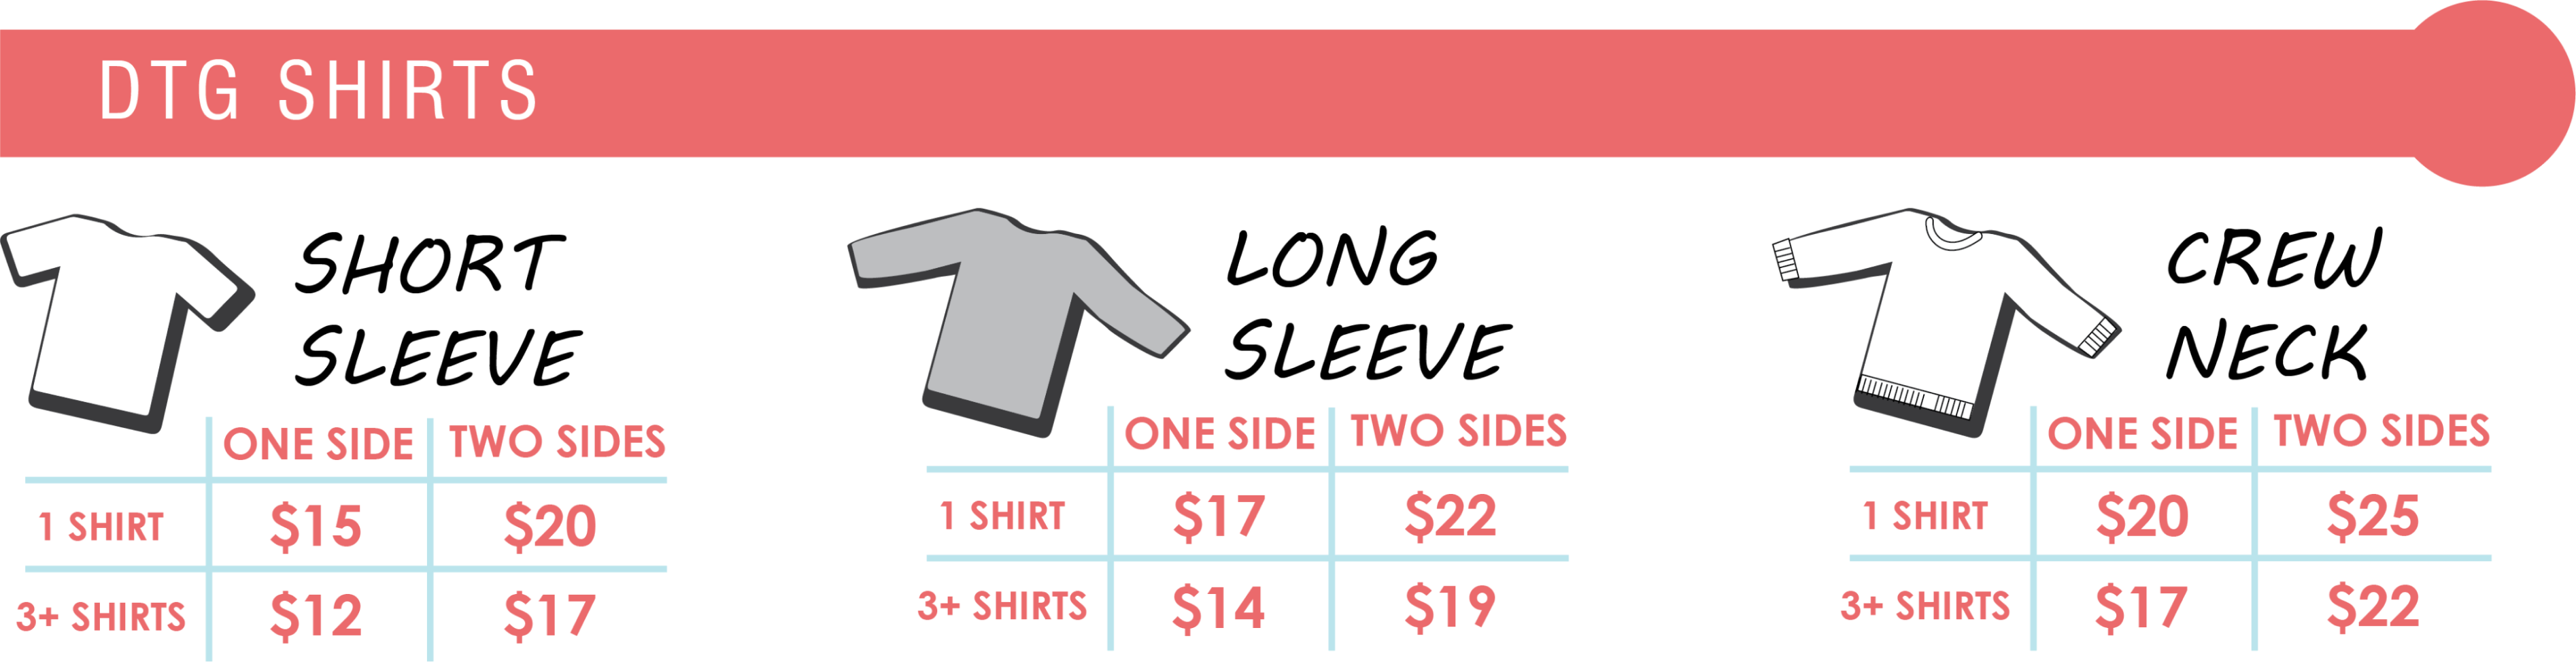 DTG SHIRTS
SHORT
SLEEVE
ONE SIDE TWO SIDES
1 SHIRT $15 $20
3+ SHIRTS $12 $17
LONG
SLEEVE
ONE SIDE TWO SIDES
1 SHIRT $17 $22
3+ SHIRTS $14 $19
CREW
NECK
ONE SIDE TWO SIDES
1 SHIRT $20 $25
3+ SHIRTS $17 $22